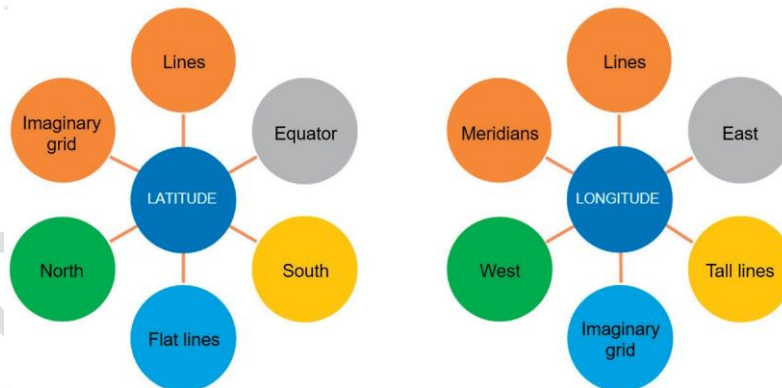 Lines
Imaginary
grid
Equator
LATITUDE
North
South
Flat lines
Lines
Meridians
East
LONGITUDE
West
Tall lines
Imaginary
grid